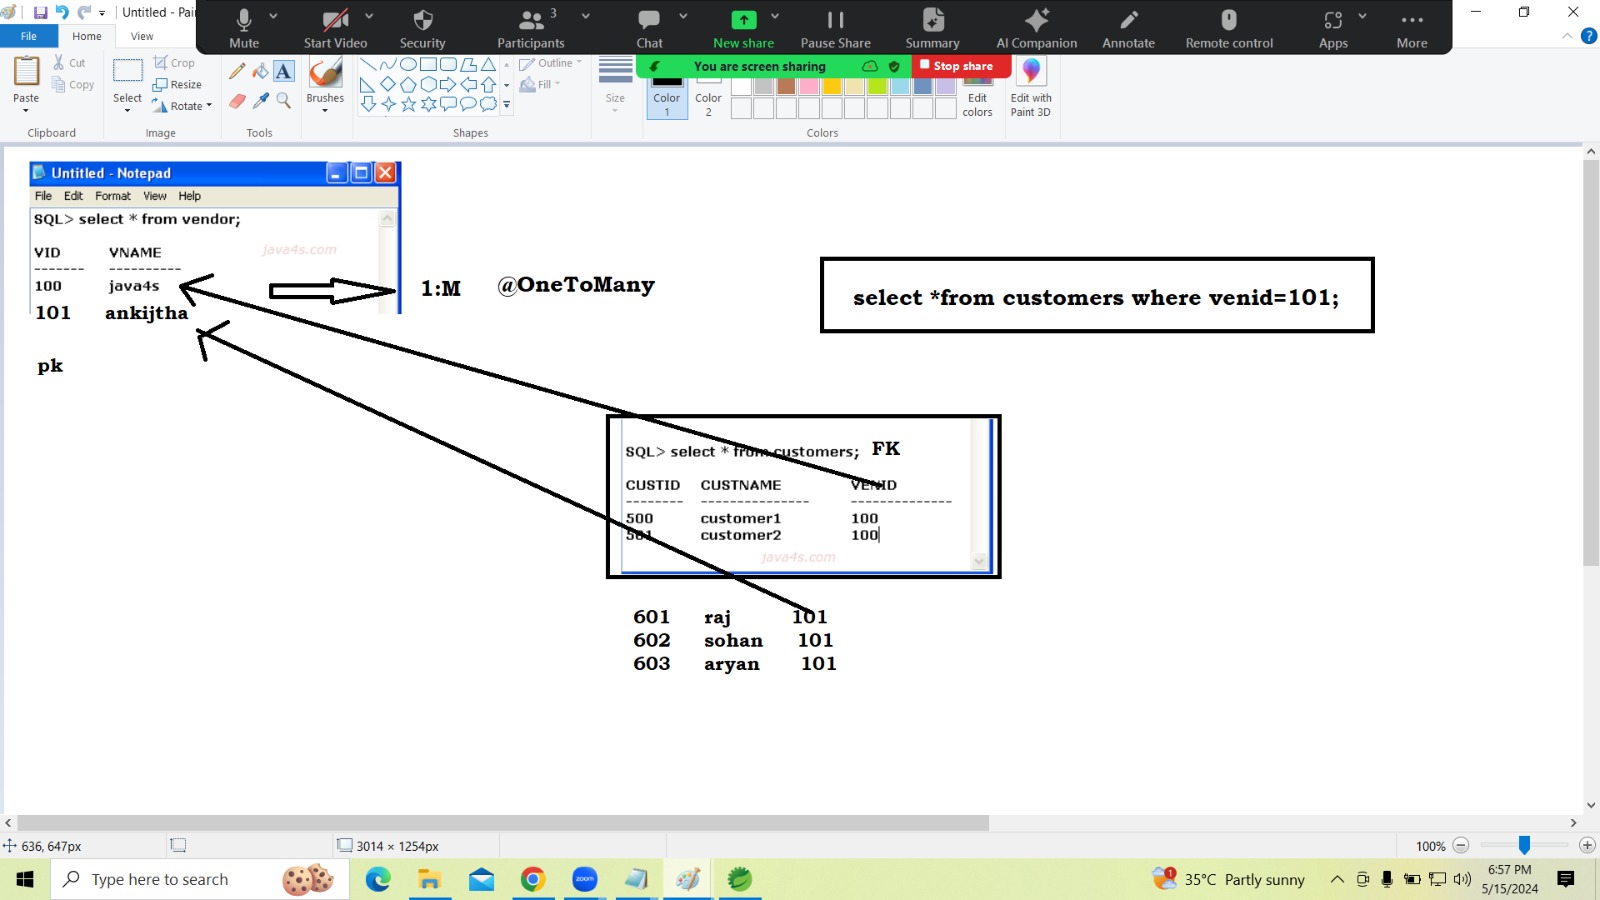 Untitled - Pai
Mute
Start Video
Security
Participants
3
Chat
New share
Pause Share
Summary
AI Companion
Annotate
Remote control
Apps
More
You are screen sharing
Stop share
File
Home
View
Paste
Cut
Copy
Clipboard
Select
Crop
Resize
Rotate
Image
A
Tools
Brushes
Outline
Fill
Shapes
Size
Color
1
Color
2
Edit
colors
Colors
Edit with
Paint 3D
Untitled - Notepad
File Edit Format View Help
SQL> select * from vendor;
java4s.com
VID VNAME
------- ----------
100 java4s
101 ankijtha
pk
1:M @OneToMany
select *from customers where venid=101;
SQL> select * from customers; FK
CUSTID CUSTNAME VENID
-------- --------------- --------------
500 customer1 100
501 customer2 100
java4s.com
601 raj 101
602 sohan 101
603 aryan 101
636, 647px
3014 × 1254px
100%
Type here to search
zoom
1
35°C Partly sunny
6:57 PM
5/15/2024